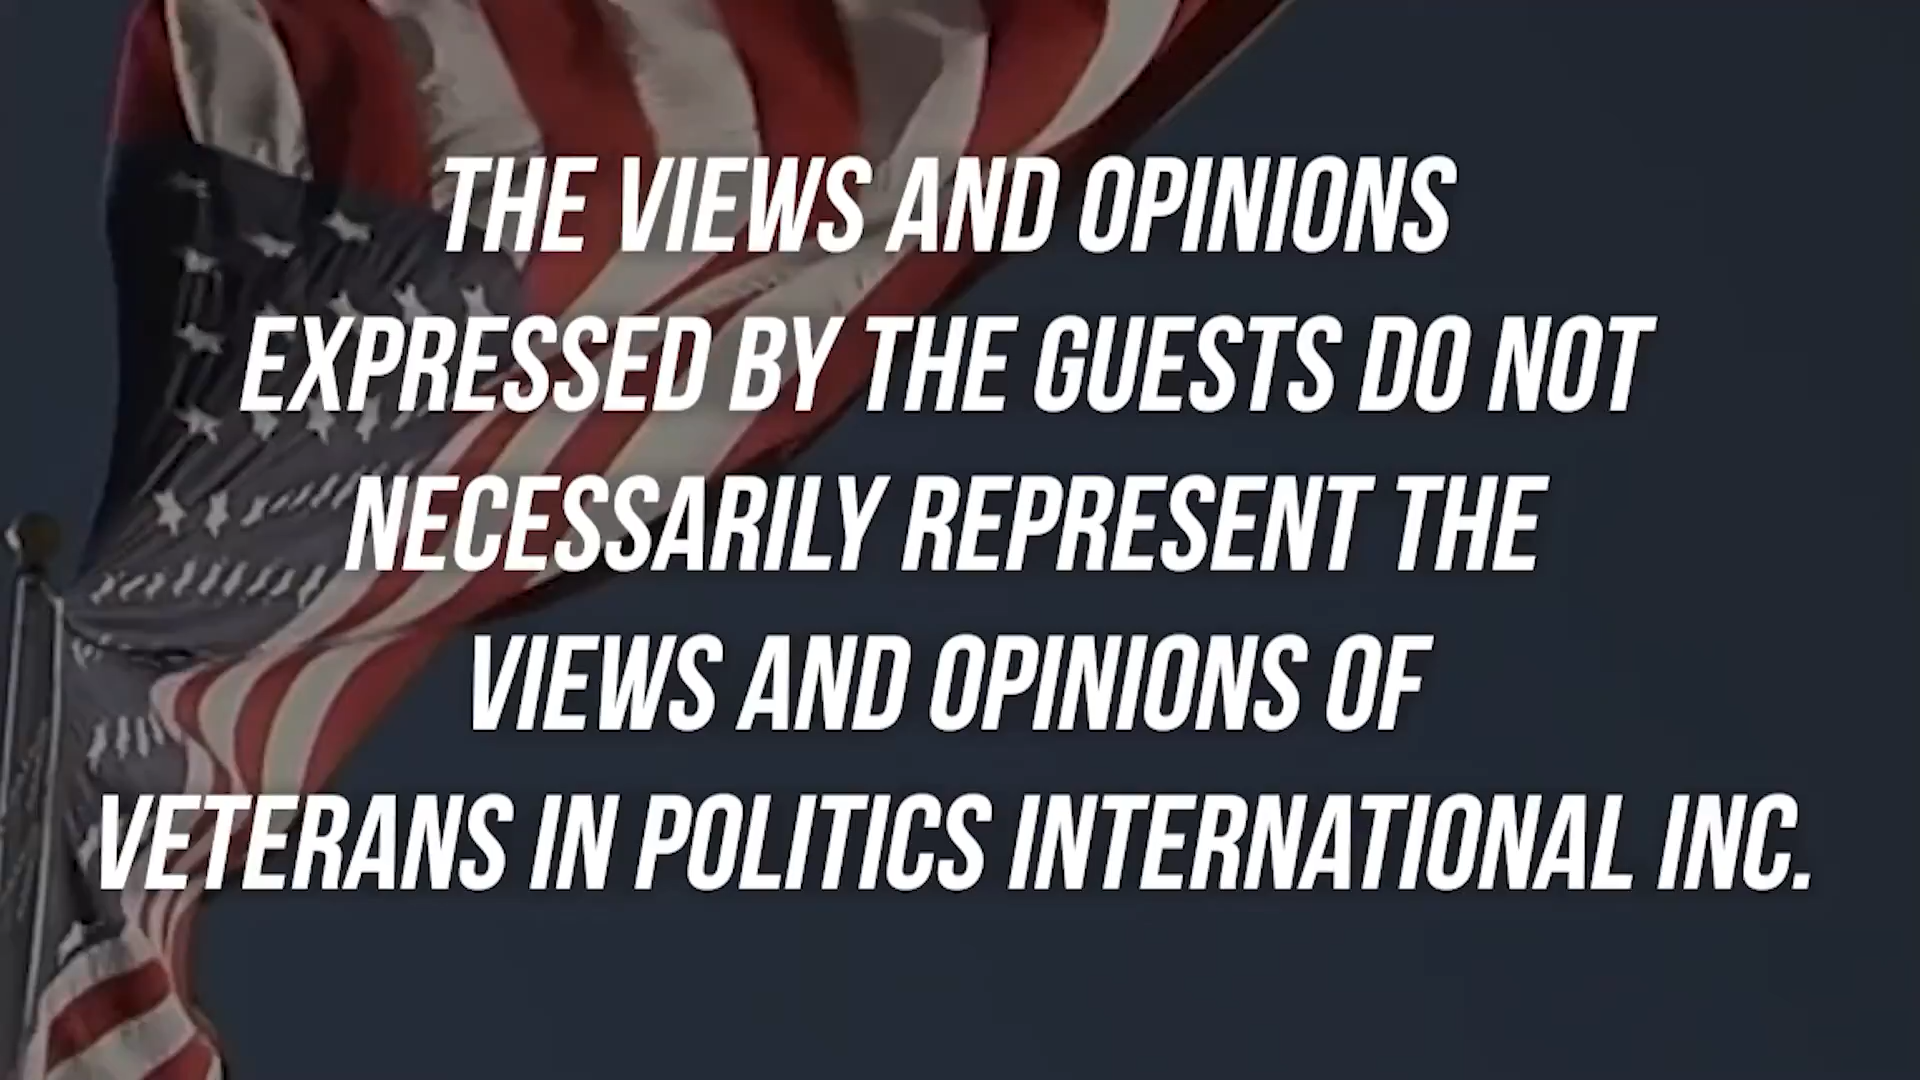 THE VIEWS AND OPINIONS
EXPRESSED BY THE GUESTS DO NOT
NECESSARILY REPRESENT THE
VIEWS AND OPINIONS OF
VETERANS IN POLITICS INTERNATIONAL INC.